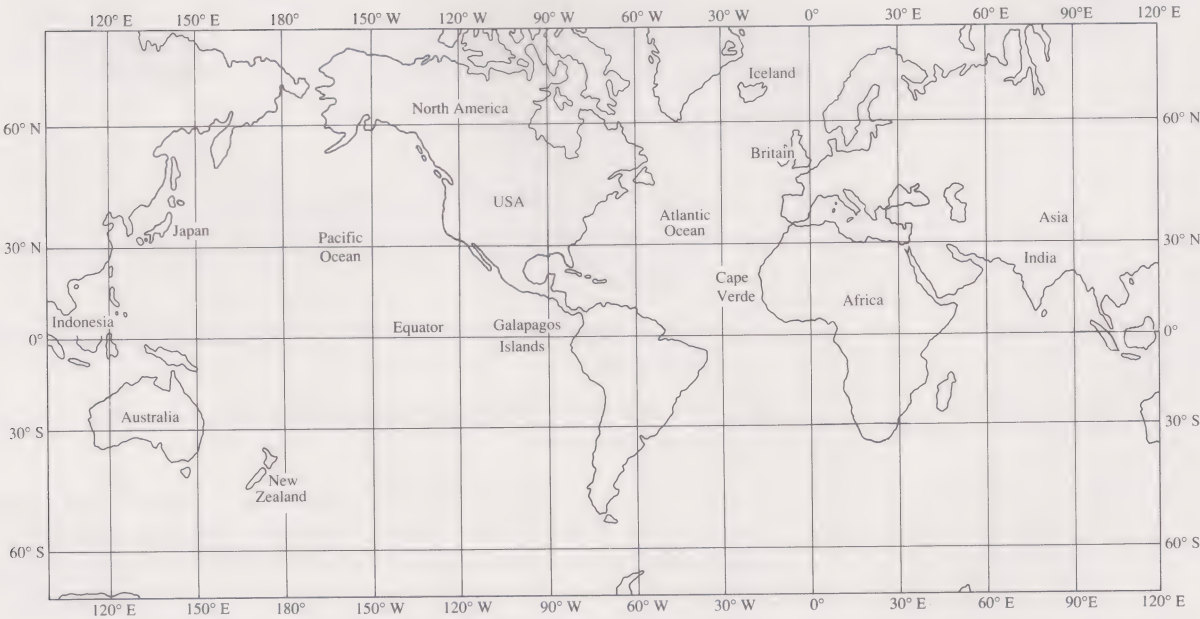 120° E 150° E 180° 150° W 120° W 90° W 60° W 30° W 0° 30° E 60° E 90°E 120° E
Iceland
North America
60° N 60° N
Britain
USA
Atlantic
Ocean
Asia
Japan
Pacific
Ocean
30° N 30° N
India
Cape
Verde
Africa
Indonesia
Equator
Galapagos
Islands
0° 0°
Australia
30° S 30° S
New
Zealand
60° S 60° S
120° E 150° E 180° 150° W 120° W 90° W 60° W 30° W 0° 30° E 60° E 90°E 120° E